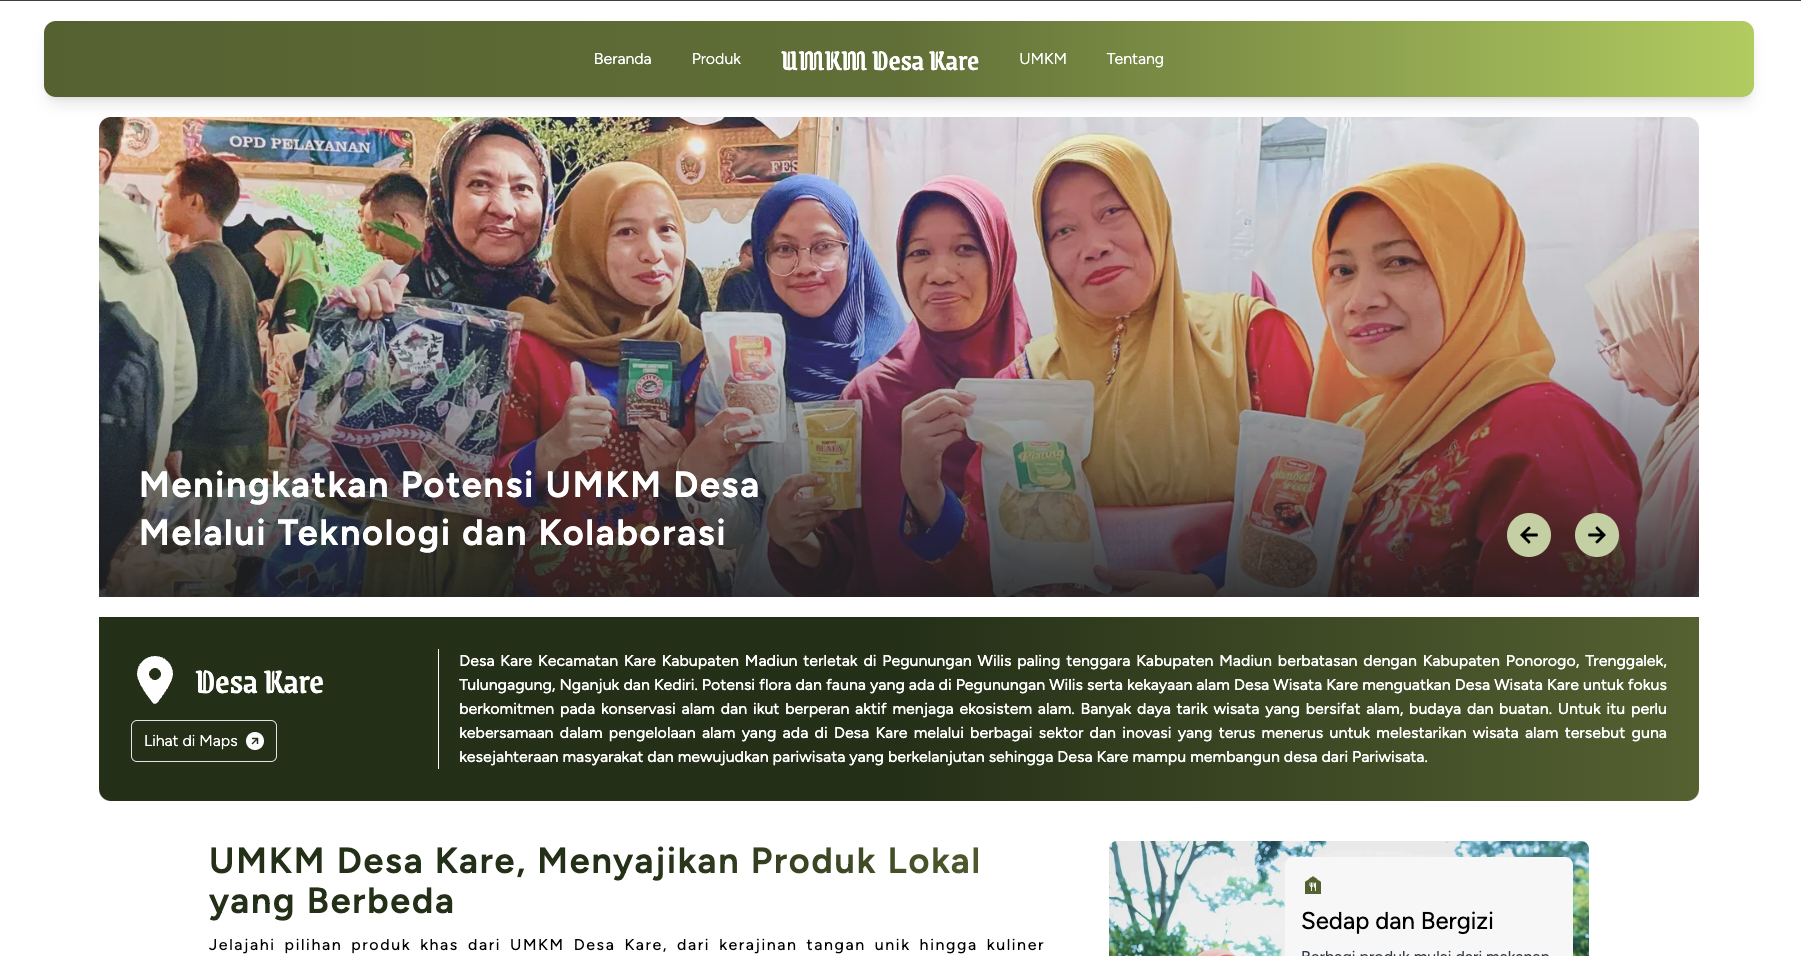 Beranda
Produk
UMKM Desa Kare
UMKM
Tentang
OPD PELAYANAN
FES
Meningkatkan Potensi UMKM Desa
Melalui Teknologi dan Kolaborasi
Desa Kare
Lihat di Maps
Desa Kare Kecamatan Kare Kabupaten Madiun terletak di Pegunungan Wilis paling tenggara Kabupaten Madiun berbatasan dengan Kabupaten Ponorogo, Trenggalek,
Tulungagung, Nganjuk dan Kediri. Potensi flora dan fauna yang ada di Pegunungan Wilis serta kekayaan alam Desa Wisata Kare menguatkan Desa Wisata Kare untuk fokus
berkomitmen pada konservasi alam dan ikut berperan aktif menjaga ekosistem alam. Banyak daya tarik wisata yang bersifat alam, budaya dan buatan. Untuk itu perlu
kebersamaan dalam pengelolaan alam yang ada di Desa Kare melalui berbagai sektor dan inovasi yang terus menerus untuk melestarikan wisata alam tersebut guna
kesejahteraan masyarakat dan mewujudkan pariwisata yang berkelanjutan sehingga Desa Kare mampu membangun desa dari Pariwisata.
UMKM Desa Kare, Menyajikan Produk Lokal
yang Berbeda
Jelajahi pilihan produk khas dari UMKM Desa Kare, dari kerajinan tangan unik hingga kuliner
Sedap dan Bergizi
Berbagi produk mulai dari makanan